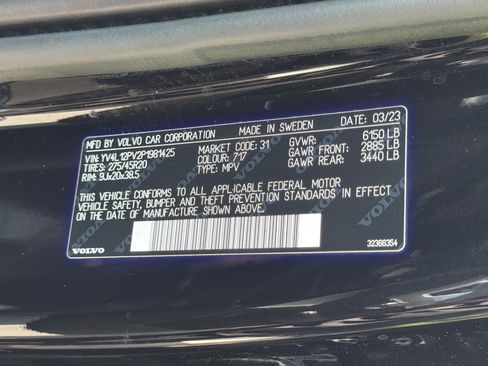 MFD BY VOLVO CAR CORPORATION MADE IN SWEDEN DATE: 03/23
VIN: YV4L12PV2P1981425 MARKET CODE: 31 GVWR: 6150 LB
TIRES: 275/45R20 COLOUR: 717 GAWR FRONT: 2885 LB
RIM: 9Jx20x38.5 TYPE: MPV GAWR REAR: 3440 LB
THIS VEHICLE CONFORMS TO ALL APPLICABLE FEDERAL MOTOR
VEHICLE SAFETY, BUMPER, AND THEFT PREVENTION STANDARDS IN EFFECT
ON THE DATE OF MANUFACTURE SHOWN ABOVE.
VOLVO
32366354